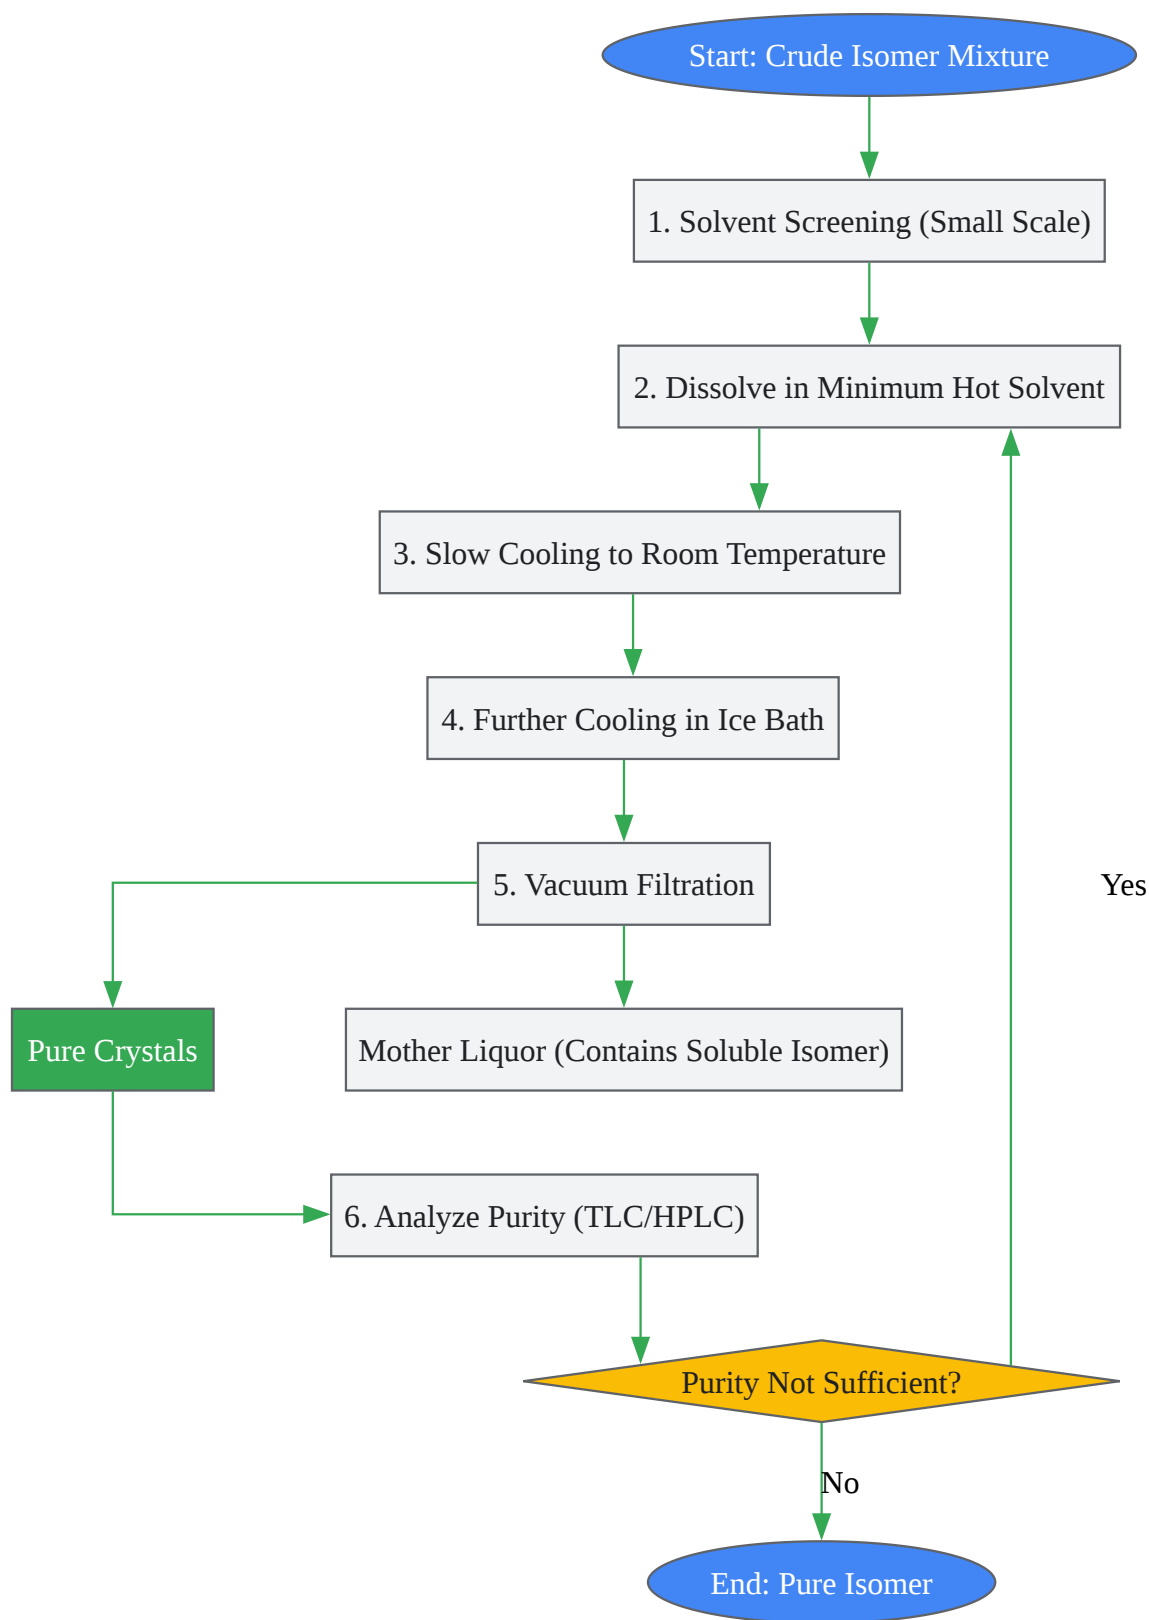 Start: Crude Isomer Mixture
1. Solvent Screening (Small Scale)
2. Dissolve in Minimum Hot Solvent
3. Slow Cooling to Room Temperature
4. Further Cooling in Ice Bath
5. Vacuum Filtration
Yes
Pure Crystals
Mother Liquor (Contains Soluble Isomer)
6. Analyze Purity (TLC/HPLC)
Purity Not Sufficient?
No
End: Pure Isomer